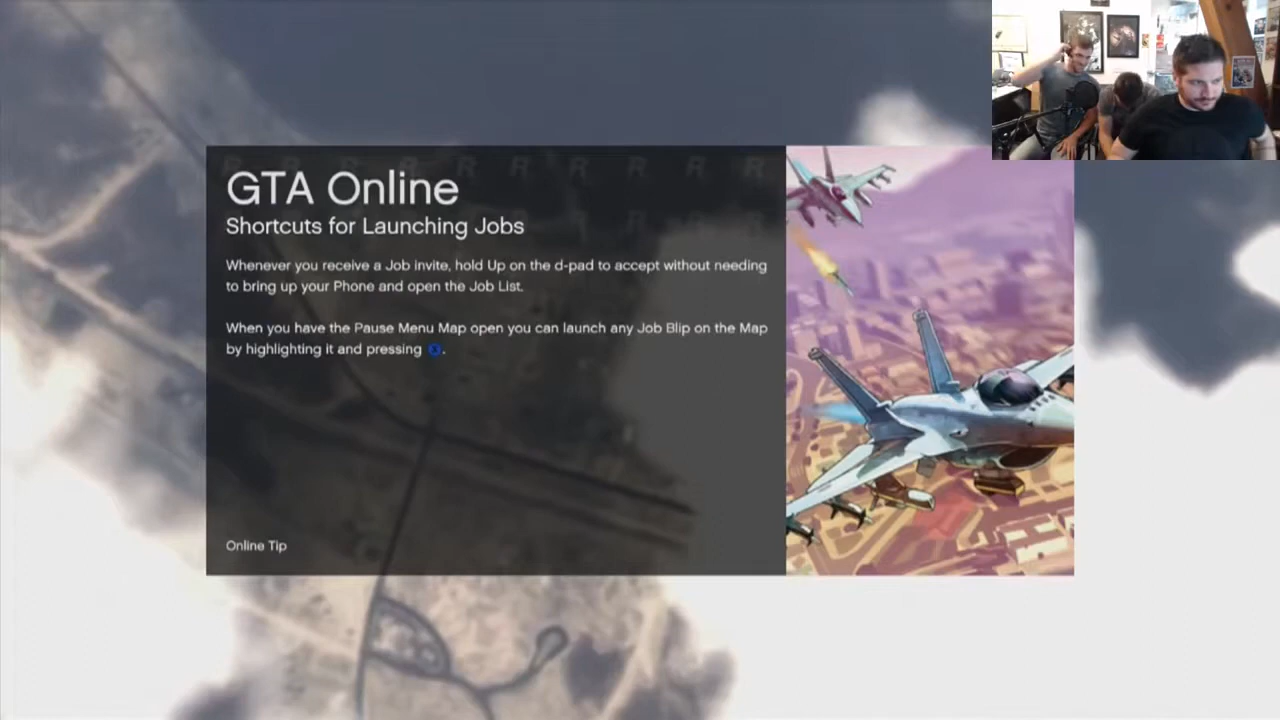 GTA Online
Shortcuts for Launching Jobs
Whenever you receive a Job invite, hold Up on the d-pad to accept without needing
to bring up your Phone and open the Job List.
When you have the Pause Menu Map open you can launch any Job Blip on the Map
by highlighting it and pressing X.
Online Tip